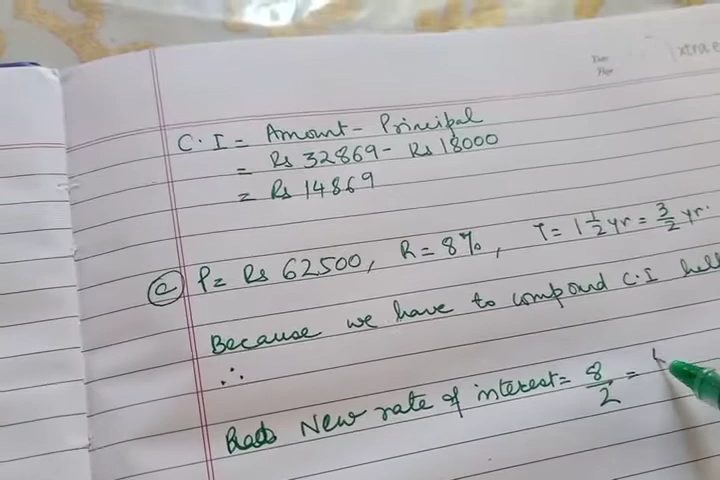 xtra e
C.I = Amount - Principal
= Rs 32869 - Rs 18000
= Rs 14869
(c) P= Rs 62500, R = 8%, T= 1 1/2 yr = 3/2 yr.
Because we have to compound C.I
∴
New rate of interest = 8/2 =